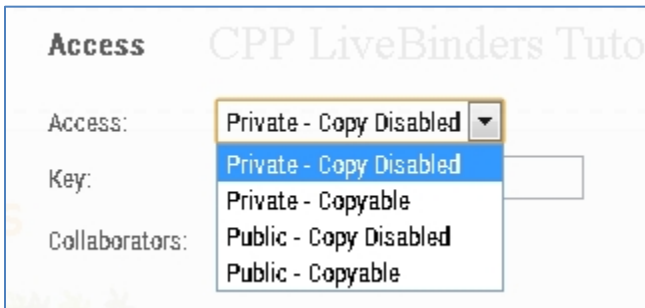 Access CPP LiveBinders Tuto
Access: Private - Copy Disabled
Private - Copy Disabled
Key:
Private - Copyable
Collaborators: Public - Copy Disabled
Public - Copyable